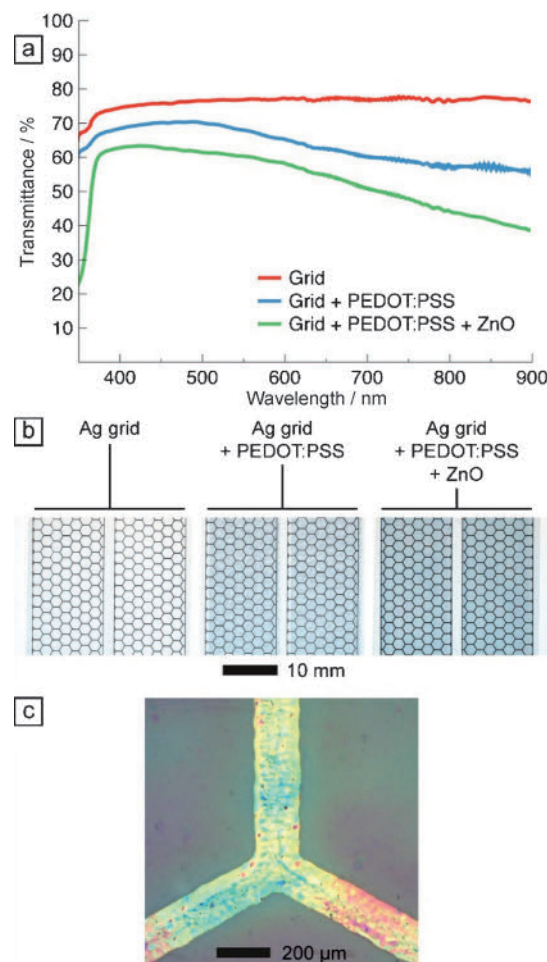 a
100
90
80
70
60
50
40
30
20
10
Transmittance / %
Grid
Grid + PEDOT:PSS
Grid + PEDOT:PSS + ZnO
400 500 600 700 800 900
Wavelength / nm
b
Ag grid
Ag grid
+ PEDOT:PSS
Ag grid
+ PEDOT:PSS
+ ZnO
10 mm
c
200 µm